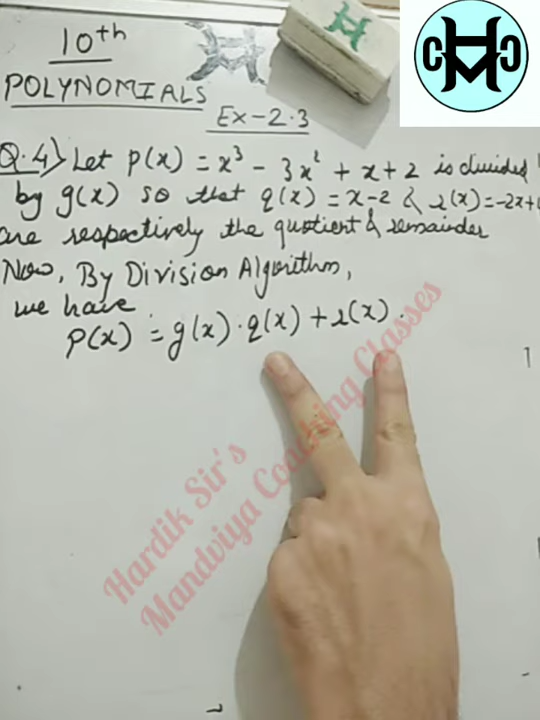 10th
POLYNOMIALS
Ex-2.3
Q.4) Let p(x) = x³ - 3x² + x + 2 is divided
by g(x) so that q(x) = x-2 & r(x) = -2x+
are respectively the quotient & remainder
Now, By Division Algorithm,
we have
p(x) = g(x) · q(x) + r(x) .
Hardik Sir's
Mandviya Coaching Classes